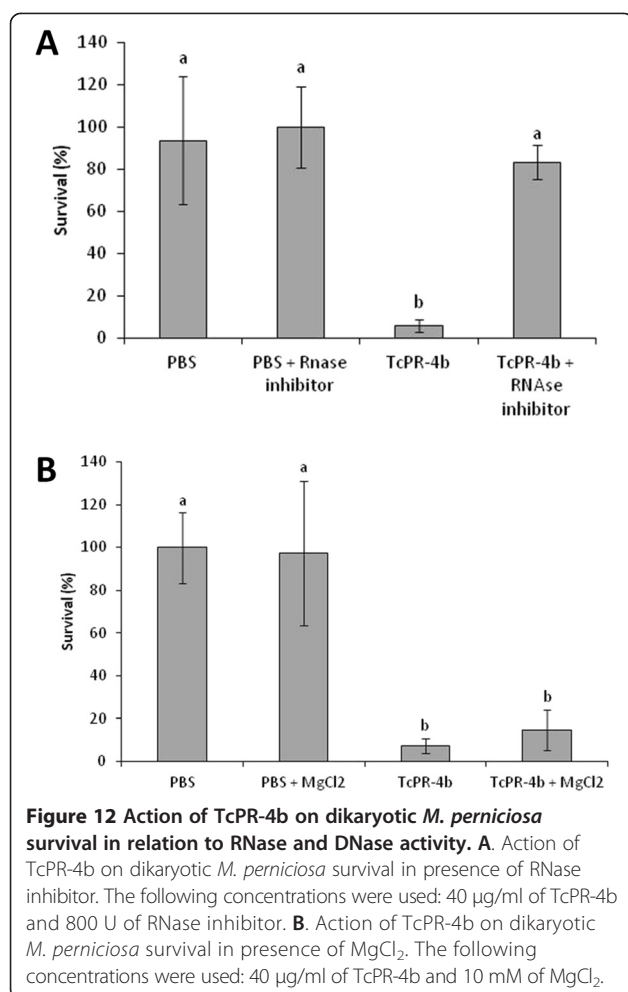 A
140
120
100
80
60
40
20
0
Survival (%)
a
a
b
a
PBS
PBS + Rnase inhibitor
TcPR-4b
TcPR-4b + RNAse inhibitor
B
140
120
100
80
60
40
20
0
Survival (%)
a
a
b
b
PBS
PBS + MgCl2
TcPR-4b
TcPR-4b + MgCl2
Figure 12 Action of TcPR-4b on dikaryotic M. perniciosa
survival in relation to RNase and DNase activity. A. Action of
TcPR-4b on dikaryotic M. perniciosa survival in presence of RNase
inhibitor. The following concentrations were used: 40 μg/ml of TcPR-4b
and 800 U of RNase inhibitor. B. Action of TcPR-4b on dikaryotic
M. perniciosa survival in presence of MgCl₂. The following
concentrations were used: 40 μg/ml of TcPR-4b and 10 mM of MgCl₂.